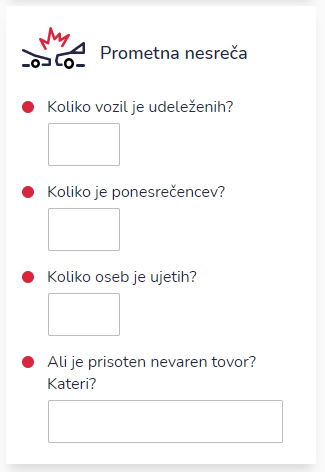 Prometna nesreča
Koliko vozil je udeleženih?
Koliko je ponesrečencev?
Koliko oseb je ujetih?
Ali je prisoten nevaren tovor?
Kateri?